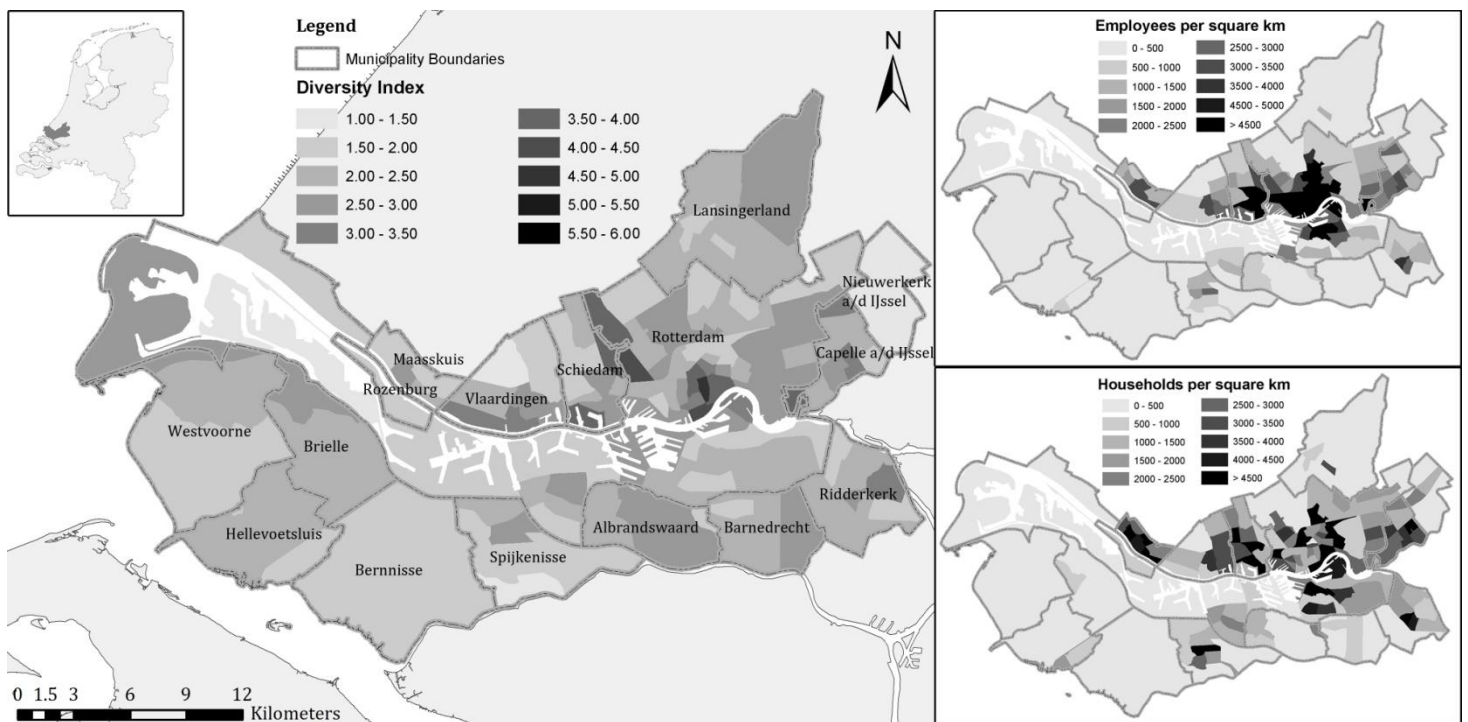 Legend
Municipality Boundaries
Diversity Index
1.00 - 1.50
1.50 - 2.00
2.00 - 2.50
2.50 - 3.00
3.00 - 3.50
3.50 - 4.00
4.00 - 4.50
4.50 - 5.00
5.00 - 5.50
5.50 - 6.00
N
Lansingerland
Nieuwerkerk
a/d IJssel
Rotterdam
Capelle a/d IJssel
Maasskuis
Schiedam
Rozenburg
Vlaardingen
Westvoorne
Brielle
Ridderkerk
Hellevoetsluis
Albrandswaard
Barnedrecht
Spijkenisse
Bernnisse
0 1.5 3 6 9 12
Kilometers
Employees per square km
0 - 500
500 - 1000
1000 - 1500
1500 - 2000
2000 - 2500
2500 - 3000
3000 - 3500
3500 - 4000
4500 - 5000
> 4500
Households per square km
0 - 500
500 - 1000
1000 - 1500
1500 - 2000
2000 - 2500
2500 - 3000
3000 - 3500
3500 - 4000
4000 - 4500
> 4500